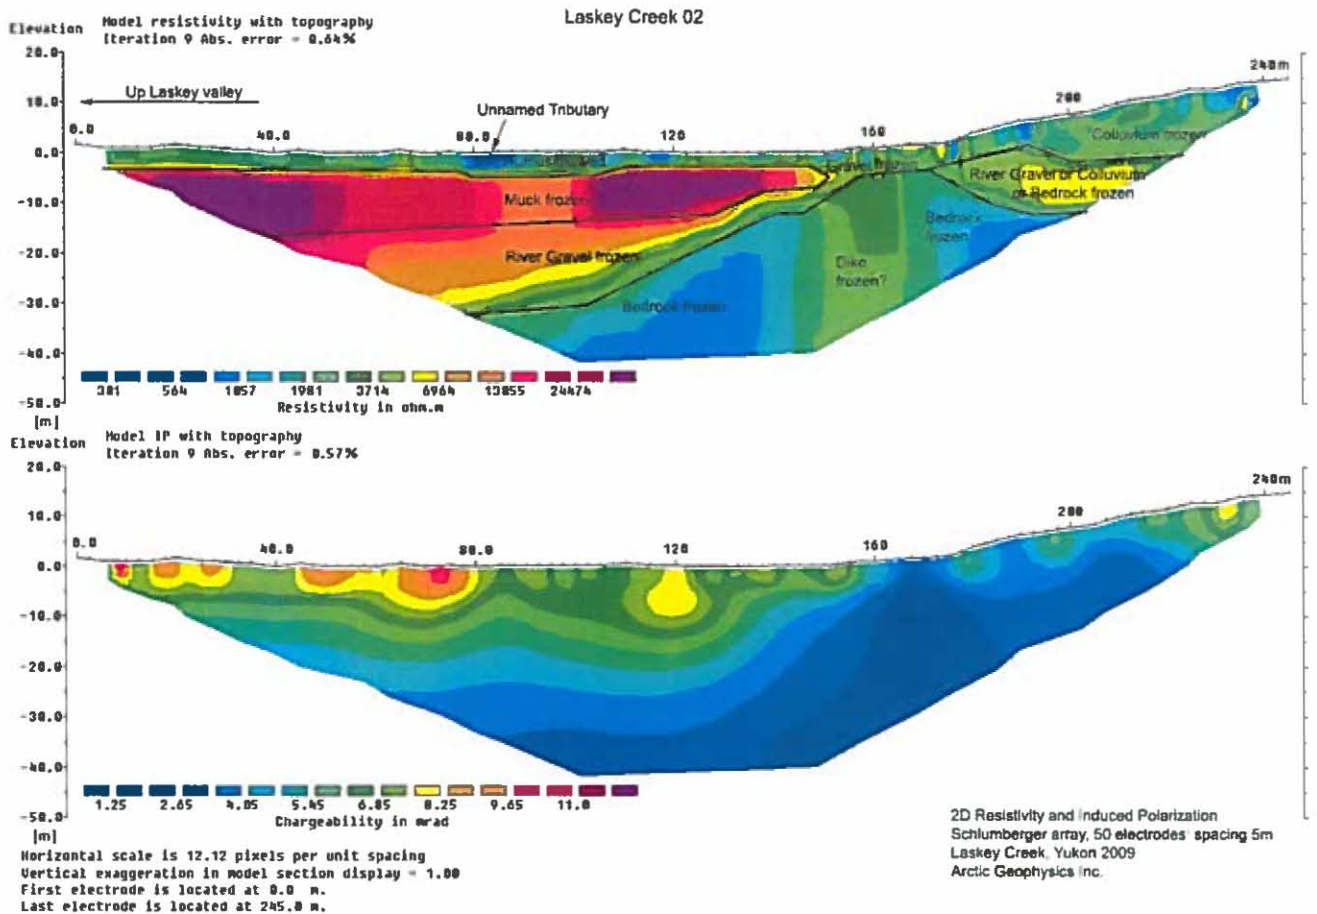 Laskey Creek 02
Elevation
Model resistivity with topography
Iteration 9 Abs. error = 0.64%
20.0
10.0
0.0
-10.0
-20.0
-30.0
-40.0
-50.0
[m]
Up Laskey valley
Unnamed Tributary
0.0 40.0 80.0 120 160 200 240m
Muck frozen
River Gravel frozen
Bedrock frozen
Gravel frozen
Dike
frozen?
Bedrock
frozen
Colluvium frozen
River Gravel or Colluvium
or Bedrock frozen
381 564 1057 1981 3714 6964 13055 24474
Resistivity in ohm.m
Elevation
Model IP with topography
Iteration 9 Abs. error = 0.57%
20.0
10.0
0.0
-10.0
-20.0
-30.0
-40.0
-50.0
[m]
0.0 40.0 80.0 120 160 200 240m
1.25 2.65 4.05 5.45 6.85 8.25 9.65 11.0
Chargeability in mrad
Horizontal scale is 12.12 pixels per unit spacing
Vertical exaggeration in model section display = 1.00
First electrode is located at 0.0 m.
Last electrode is located at 245.0 m.
2D Resistivity and Induced Polarization
Schlumberger array, 50 electrodes spacing 5m
Laskey Creek, Yukon 2009
Arctic Geophysics Inc.